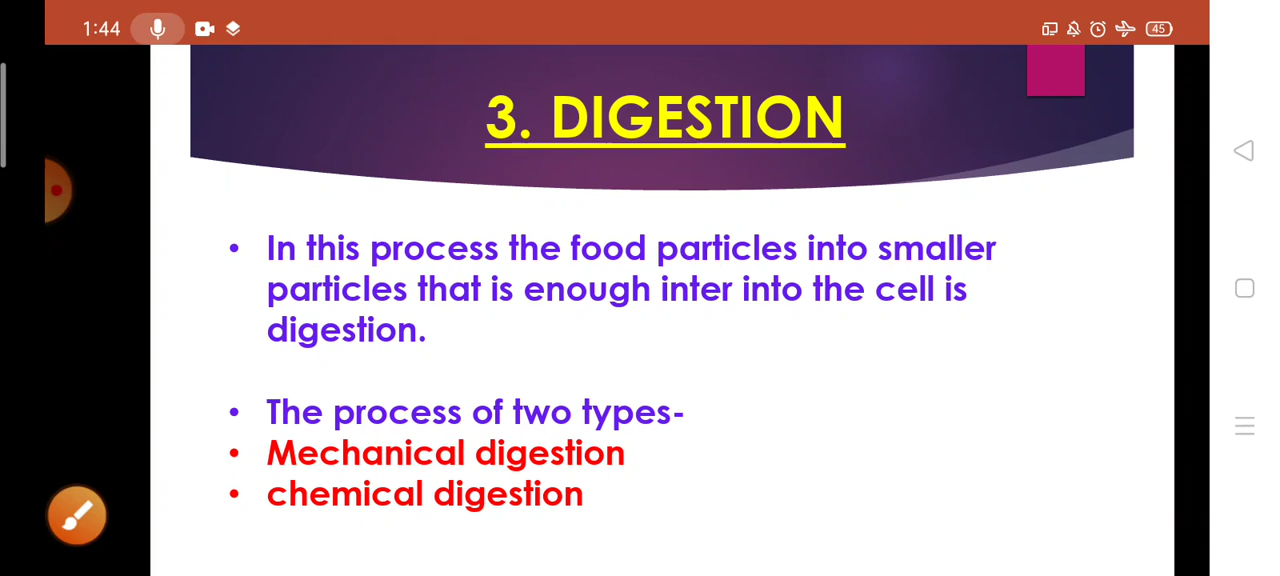 1:44
45
3. DIGESTION
• In this process the food particles into smaller
particles that is enough inter into the cell is
digestion.
• The process of two types-
• Mechanical digestion
• chemical digestion